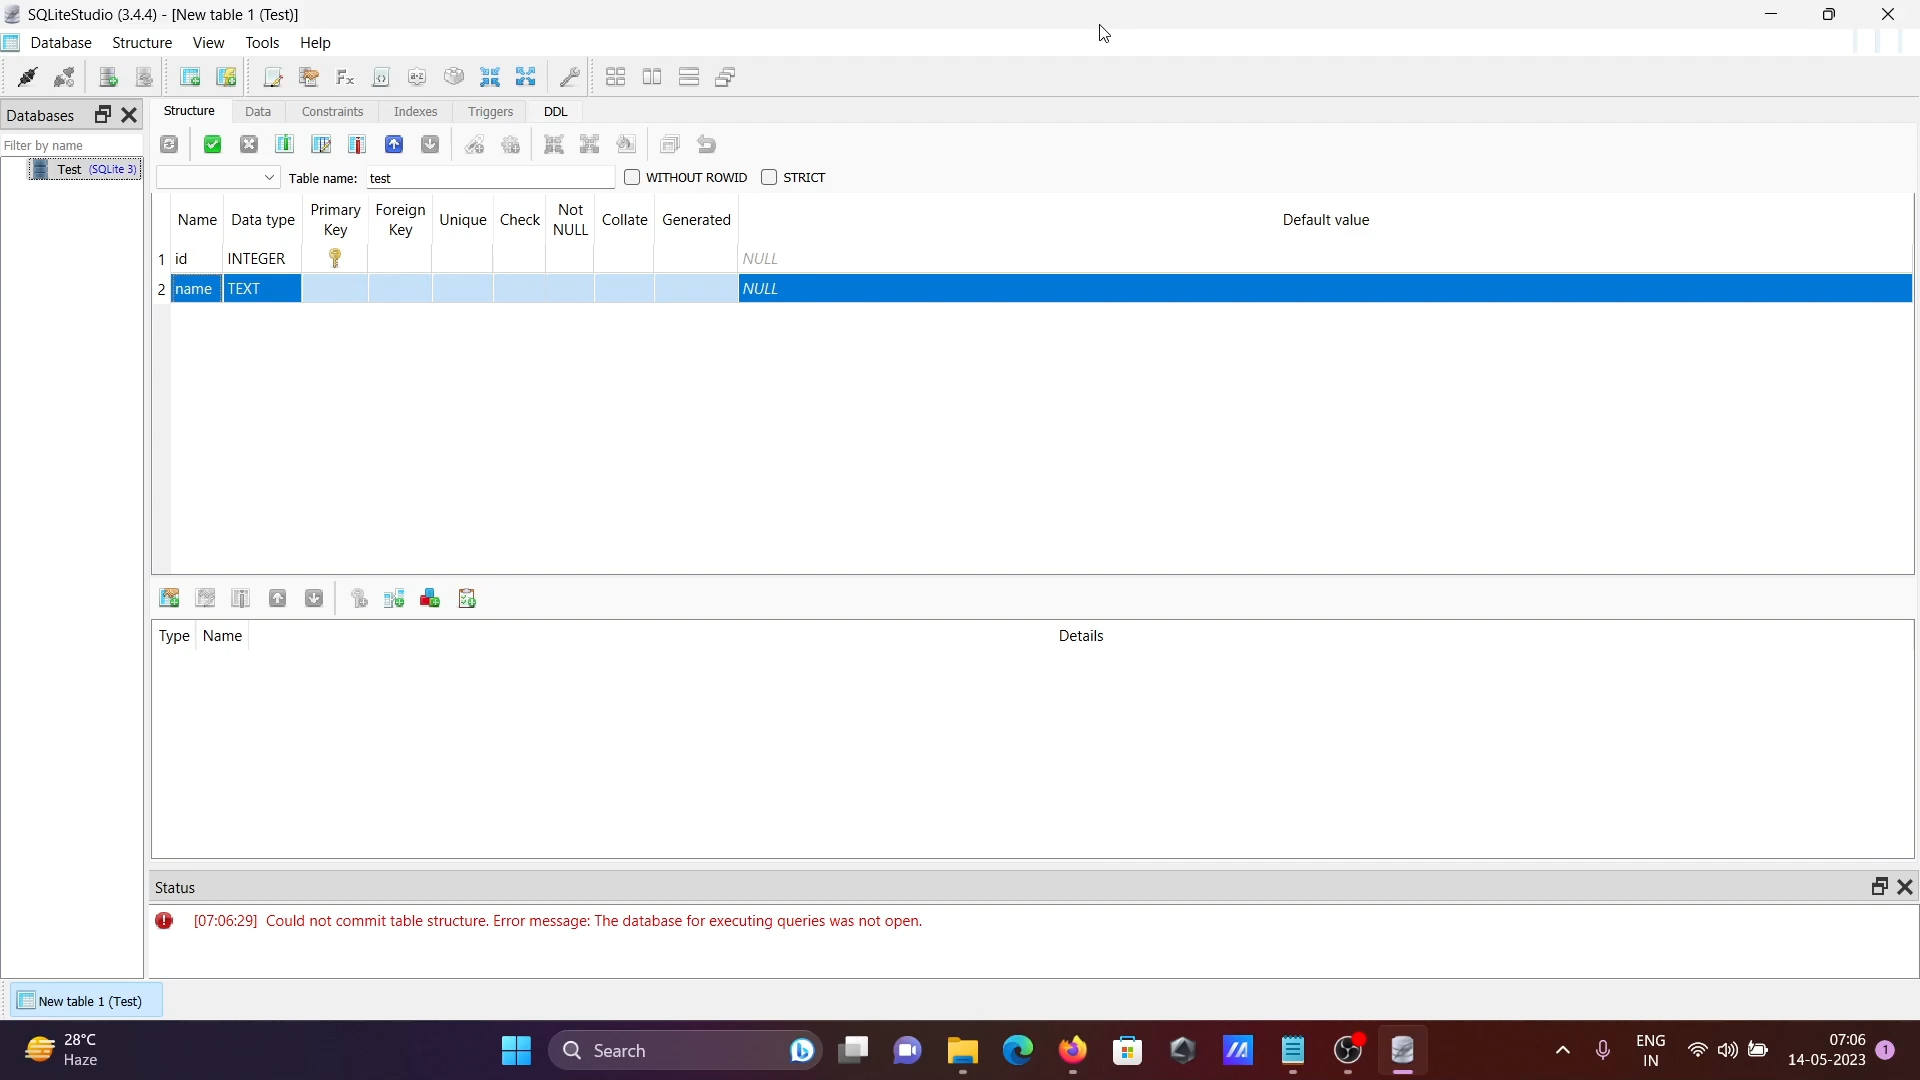 SQLiteStudio (3.4.4) - [New table 1 (Test)]
Database Structure View Tools Help
Databases
Structure Data Constraints Indexes Triggers DDL
Filter by name
Test (SQLite 3)
Table name: test WITHOUT ROWID STRICT
Name Data type Primary Key Foreign Key Unique Check Not NULL Collate Generated Default value
1 id INTEGER NULL
2 name TEXT NULL
Type Name Details
Status
[07:06:29] Could not commit table structure. Error message: The database for executing queries was not open.
New table 1 (Test)
28°C
Haze
Search
ENG
IN
07:06
14-05-2023
1